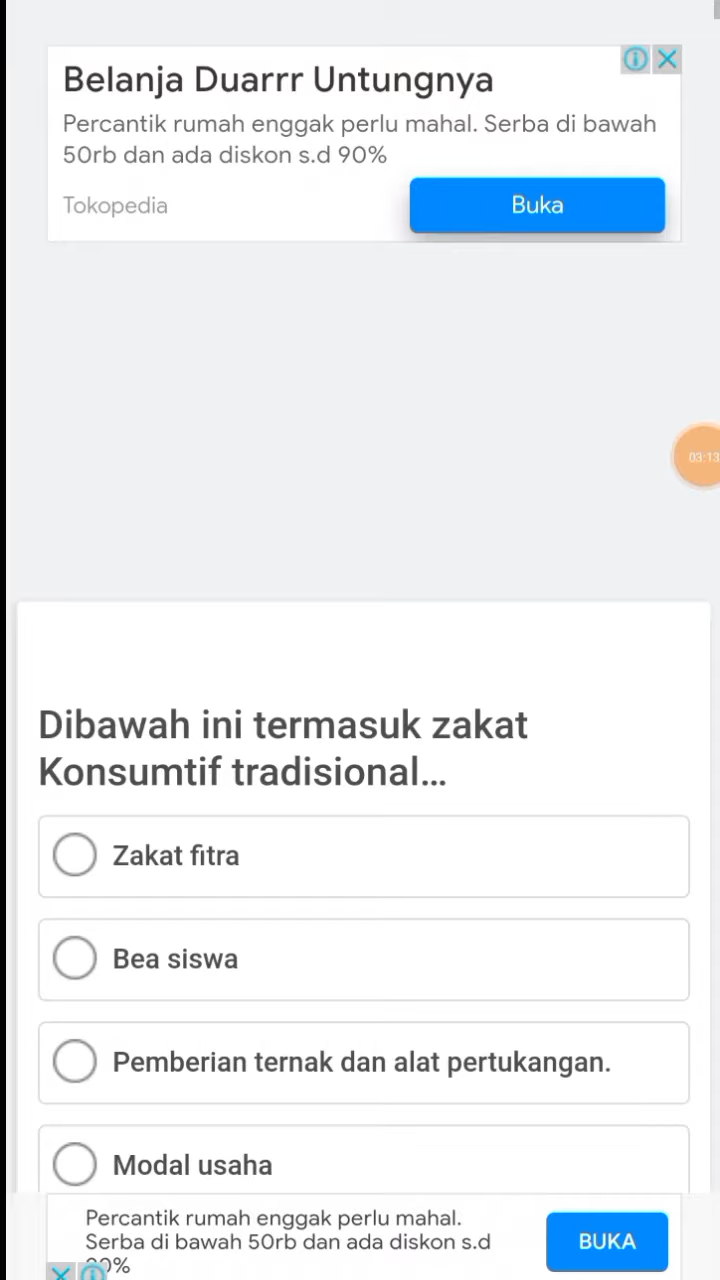 Belanja Duarrr Untungnya
Percantik rumah enggak perlu mahal. Serba di bawah
50rb dan ada diskon s.d 90%
Tokopedia
Buka
03:13
Dibawah ini termasuk zakat
Konsumtif tradisional...
Zakat fitra
Bea siswa
Pemberian ternak dan alat pertukangan.
Modal usaha
Percantik rumah enggak perlu mahal.
Serba di bawah 50rb dan ada diskon s.d
BUKA